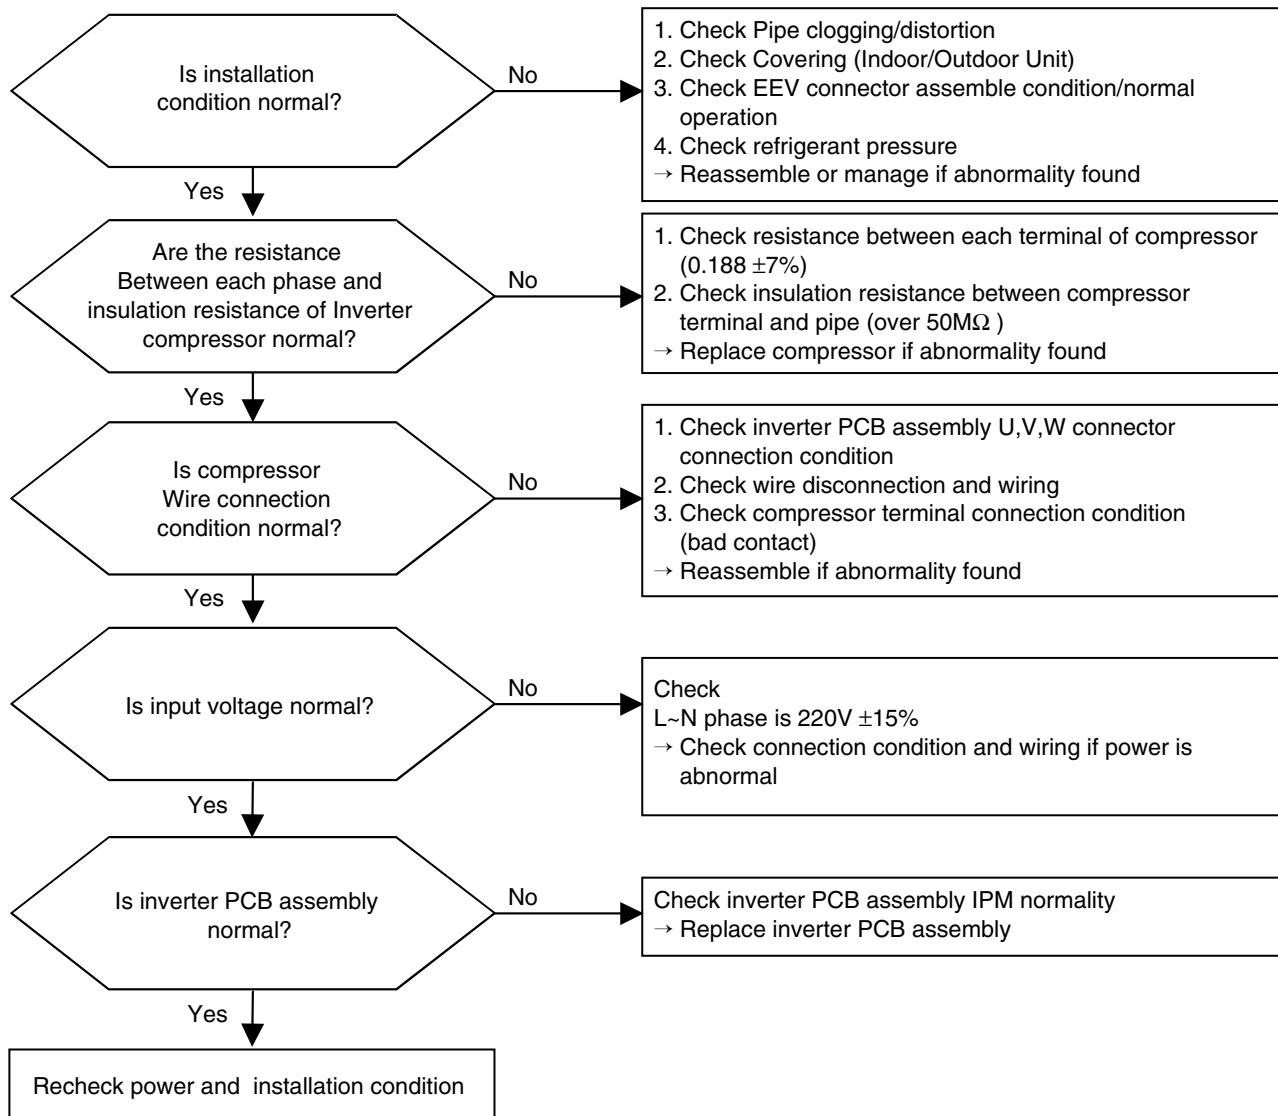 Is installation
condition normal?
No
1. Check Pipe clogging/distortion
2. Check Covering (Indoor/Outdoor Unit)
3. Check EEV connector assemble condition/normal
operation
4. Check refrigerant pressure
→ Reassemble or manage if abnormality found
Yes
Are the resistance
Between each phase and
insulation resistance of Inverter
compressor normal?
No
1. Check resistance between each terminal of compressor
(0.188 ±7%)
2. Check insulation resistance between compressor
terminal and pipe (over 50MΩ )
→ Replace compressor if abnormality found
Yes
Is compressor
Wire connection
condition normal?
No
1. Check inverter PCB assembly U,V,W connector
connection condition
2. Check wire disconnection and wiring
3. Check compressor terminal connection condition
(bad contact)
→ Reassemble if abnormality found
Yes
Is input voltage normal?
No
Check
L~N phase is 220V ±15%
→ Check connection condition and wiring if power is
abnormal
Yes
Is inverter PCB assembly
normal?
No
Check inverter PCB assembly IPM normality
→ Replace inverter PCB assembly
Yes
Recheck power and  installation condition